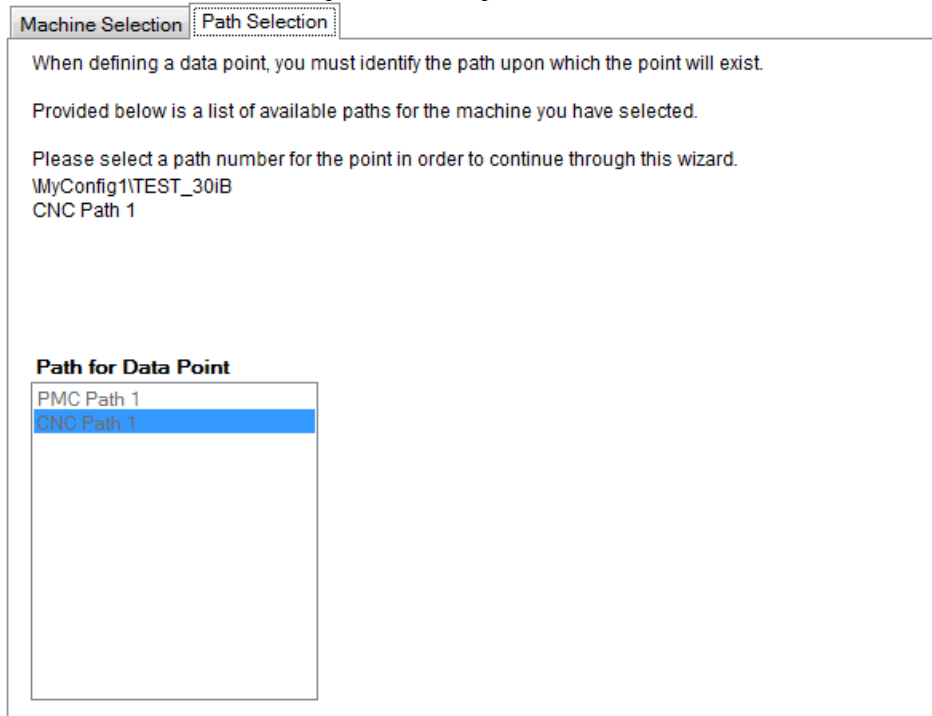 Machine Selection Path Selection
When defining a data point, you must identify the path upon which the point will exist.
Provided below is a list of available paths for the machine you have selected.
Please select a path number for the point in order to continue through this wizard.
\MyConfig1\TEST_30iB
CNC Path 1
Path for Data Point
PMC Path 1
CNC Path 1